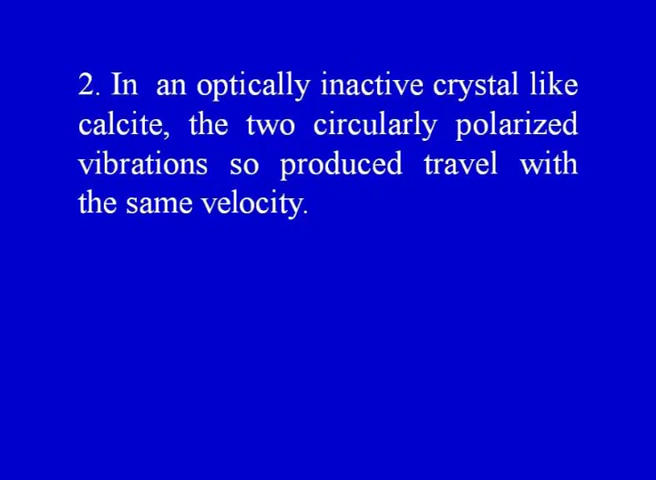 2. In an optically inactive crystal like
calcite, the two circularly polarized
vibrations so produced travel with
the same velocity.